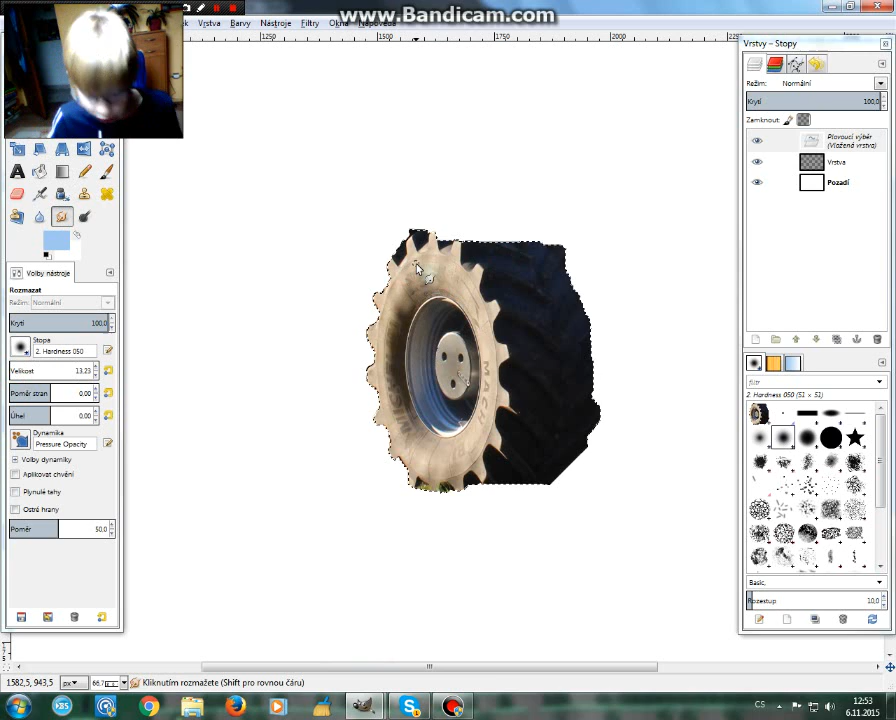 www.Bandicam.com
Vrstva Barvy Nástroje Filtry Okna Nápověda
1250 1500 1750 2000
Vrstvy – Stopy
Režim: Normální
Krytí 100,0
Zamknout:
Plovoucí výběr
(Vložená vrstva)
Vrstva
Pozadí
Volby nástroje
Rozmazat
Režim: Normální
Krytí 100,0
Stopa
2. Hardness 050
Velikost 13,23
Poměr stran 0,00
Úhel 0,00
Dynamika
Pressure Opacity
Volby dynamiky
Aplikovat chvění
Plynulé tahy
Ostré hrany
Poměr 50,0
filtr
2. Hardness 050 (51 × 51)
Basic,
Rozestup 10,0
1582,5, 943,5 px 66,7 Kliknutím rozmažete (Shift pro rovnou čáru)
CS 12:53
6.11.2015